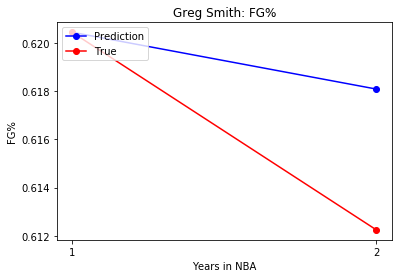 Greg Smith: FG%
Prediction
True
0.620
0.618
0.616
0.614
0.612
FG%
1
2
Years in NBA